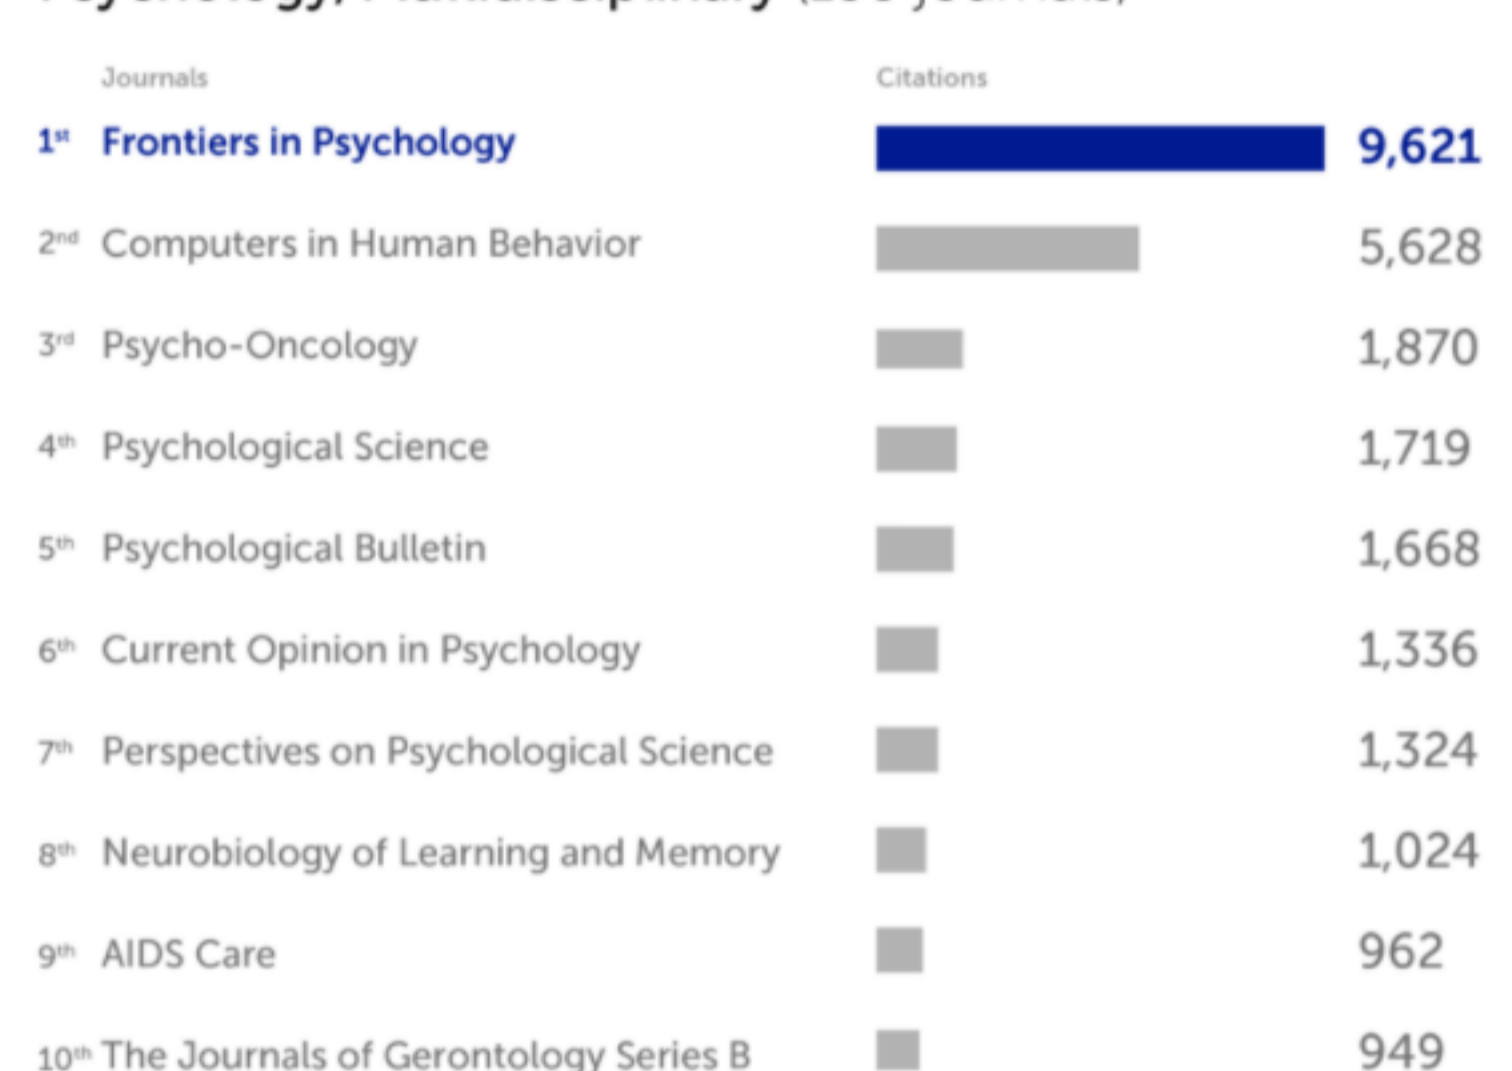 Journals Citations
1st Frontiers in Psychology 9,621
2nd Computers in Human Behavior 5,628
3rd Psycho-Oncology 1,870
4th Psychological Science 1,719
5th Psychological Bulletin 1,668
6th Current Opinion in Psychology 1,336
7th Perspectives on Psychological Science 1,324
8th Neurobiology of Learning and Memory 1,024
9th AIDS Care 962
10th The Journals of Gerontology Series B 949